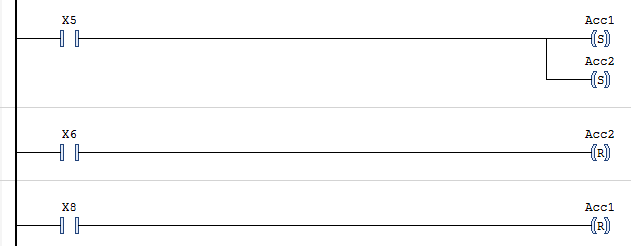 X5 Acc1
(S)
Acc2
(S)
X6 Acc2
(R)
X8 Acc1
(R)